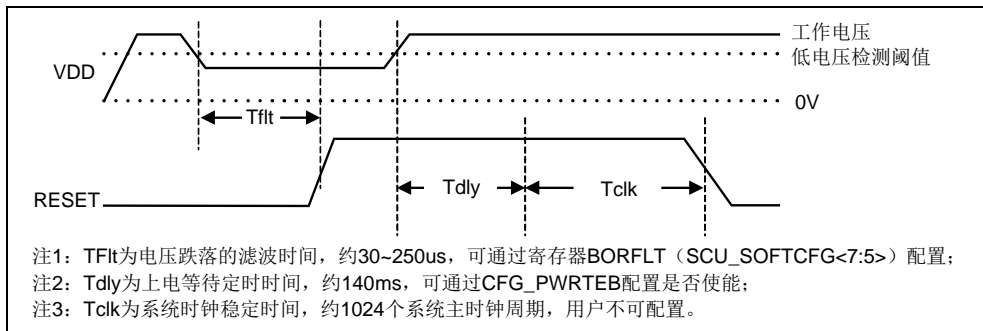 工作电压
低电压检测阈值
VDD
0V
Tflt
Tdly
Tclk
RESET
注1：TFlt为电压跌落的滤波时间，约30~250us，可通过寄存器BORFLT（SCU_SOFTCFG<7:5>）配置；
注2：Tdly为上电等待定时时间，约140ms，可通过CFG_PWRTEB配置是否使能；
注3：Tclk为系统时钟稳定时间，约1024个系统主时钟周期，用户不可配置。